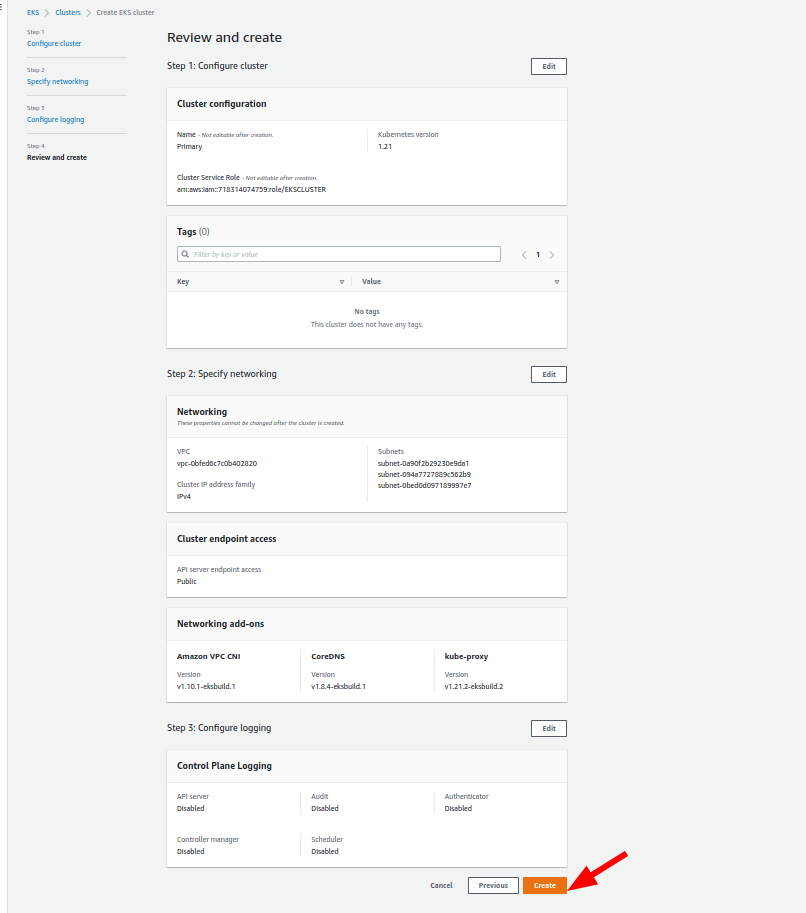 EKS > Clusters > Create EKS cluster
Step 1
Configure cluster
Step 2
Specify networking
Step 3
Configure logging
Step 4
Review and create
Review and create
Step 1: Configure cluster
Edit
Cluster configuration
Name - Not editable after creation.
Primary
Kubernetes version
1.21
Cluster Service Role - Not editable after creation.
arn:aws:iam::718314074759:role/EKSCLUSTER
Tags (0)
Filter by key or value
1
Key
Value
No tags
This cluster does not have any tags.
Step 2: Specify networking
Edit
Networking
These properties cannot be changed after the cluster is created.
VPC
vpc-0bfed6c7c0b402820
Cluster IP address family
IPv4
Subnets
subnet-0a90f2b29230e9da1
subnet-094a7727889c562b9
subnet-0bed0d097189997e7
Cluster endpoint access
API server endpoint access
Public
Networking add-ons
Amazon VPC CNI
Version
v1.10.1-eksbuild.1
CoreDNS
Version
v1.8.4-eksbuild.1
kube-proxy
Version
v1.21.2-eksbuild.2
Step 3: Configure logging
Edit
Control Plane Logging
API server
Disabled
Audit
Disabled
Authenticator
Disabled
Controller manager
Disabled
Scheduler
Disabled
Cancel
Previous
Create